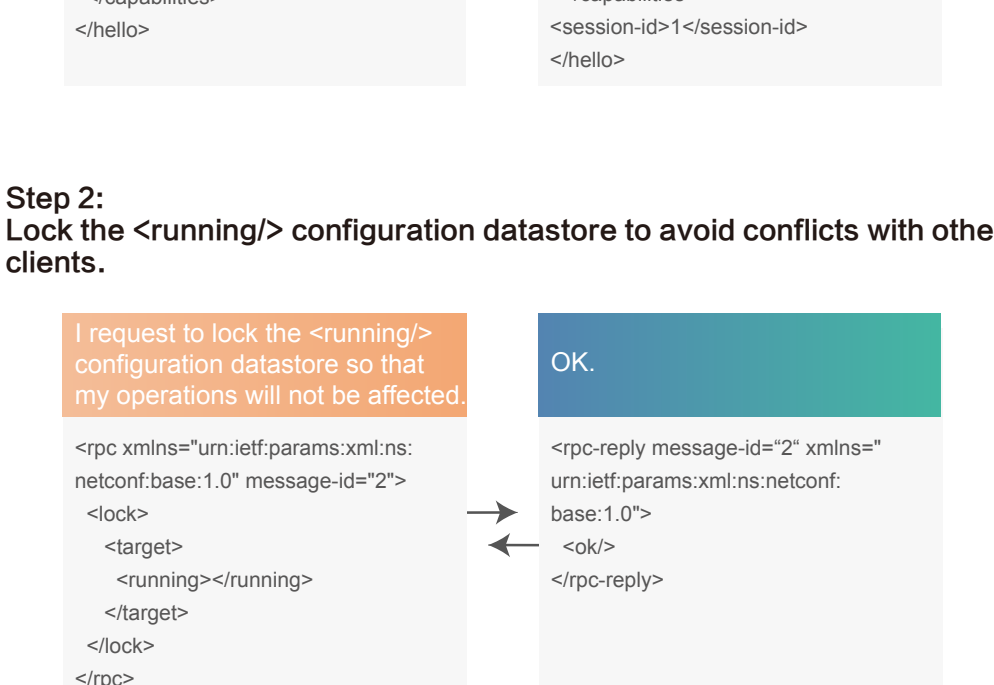 </hello>
<session-id>1</session-id>
</hello>
Step 2:
Lock the <running/> configuration datastore to avoid conflicts with othe
clients.
I request to lock the <running/>
configuration datastore so that
my operations will not be affected.
OK.
<rpc xmlns="urn:ietf:params:xml:ns:
netconf:base:1.0" message-id="2">
<lock>
<target>
<running></running>
</target>
</lock>
</rpc>
<rpc-reply message-id=“2“ xmlns="
urn:ietf:params:xml:ns:netconf:
base:1.0">
<ok/>
</rpc-reply>